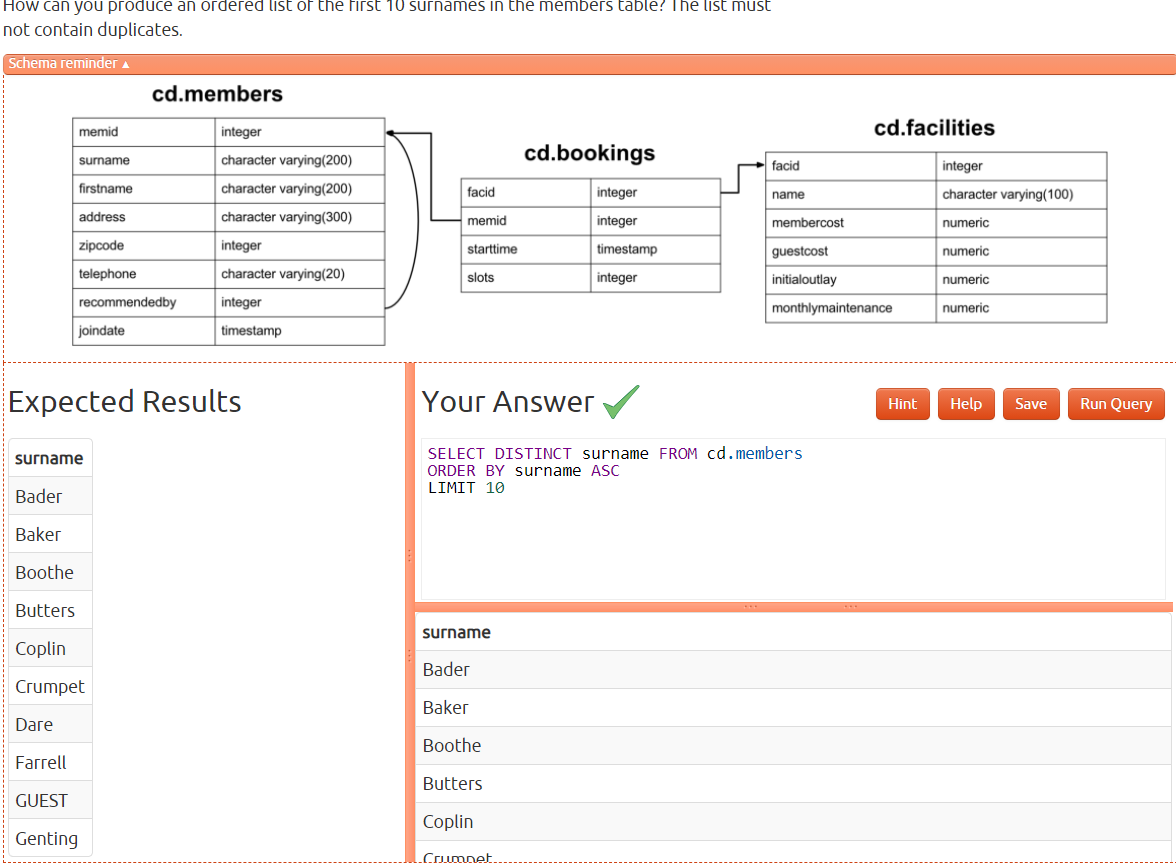 How can you produce an ordered list of the first 10 surnames in the members table? The list must
not contain duplicates.
Schema reminder ▲
cd.members
memid integer
surname character varying(200)
firstname character varying(200)
address character varying(300)
zipcode integer
telephone character varying(20)
recommendedby integer
joindate timestamp
cd.bookings
facid integer
memid integer
starttime timestamp
slots integer
cd.facilities
facid integer
name character varying(100)
membercost numeric
guestcost numeric
initialoutlay numeric
monthlymaintenance numeric
Expected Results
surname
Bader
Baker
Boothe
Butters
Coplin
Crumpet
Dare
Farrell
GUEST
Genting
Your Answer
Hint Help Save Run Query
SELECT DISTINCT surname FROM cd.members
ORDER BY surname ASC
LIMIT 10
surname
Bader
Baker
Boothe
Butters
Coplin
Crumpet